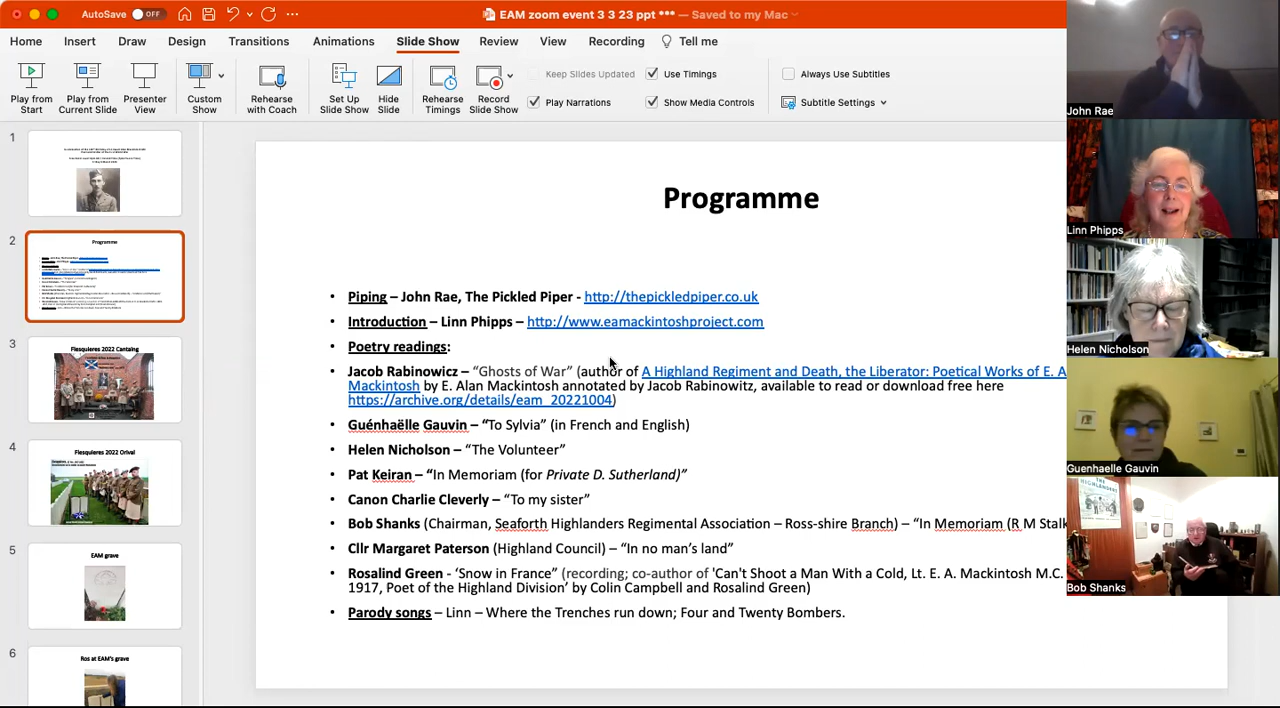 AutoSave OFF
EAM zoom event 3 3 23 ppt *** — Saved to my Mac
Home Insert Draw Design Transitions Animations Slide Show Review View Recording Tell me
Play from Start
Play from Current Slide
Presenter View
Custom Show
Rehearse with Coach
Set Up Slide Show
Hide Slide
Rehearse Timings
Record Slide Show
Keep Slides Updated
Play Narrations
Use Timings
Show Media Controls
Always Use Subtitles
Subtitle Settings
1
2
Programme
3
Flesquieres 2022 Cantaing
4
Flesquieres 2022 Orival
5
EAM grave
6
Ros at EAM's grave
Programme
• Piping – John Rae, The Pickled Piper - http://thepickledpiper.co.uk
• Introduction – Linn Phipps – http://www.eamackintoshproject.com
• Poetry readings:
• Jacob Rabinowicz – “Ghosts of War” (author of A Highland Regiment and Death, the Liberator: Poetical Works of E. A
Mackintosh by E. Alan Mackintosh annotated by Jacob Rabinowitz, available to read or download free here
https://archive.org/details/eam_20221004)
• Guénhaëlle Gauvin – “To Sylvia” (in French and English)
• Helen Nicholson – “The Volunteer”
• Pat Keiran – “In Memoriam (for Private D. Sutherland)”
• Canon Charlie Cleverly – “To my sister”
• Bob Shanks (Chairman, Seaforth Highlanders Regimental Association – Ross-shire Branch) – “In Memoriam (R M Stalk
• Cllr Margaret Paterson (Highland Council) – “In no man’s land”
• Rosalind Green - ‘Snow in France” (recording; co-author of 'Can't Shoot a Man With a Cold, Lt. E. A. Mackintosh M.C.
1917, Poet of the Highland Division’ by Colin Campbell and Rosalind Green)
• Parody songs – Linn – Where the Trenches run down; Four and Twenty Bombers.
John Rae
Linn Phipps
Helen Nicholson
Guenhaelle Gauvin
THE
HIGHLANDERS
Bob Shanks